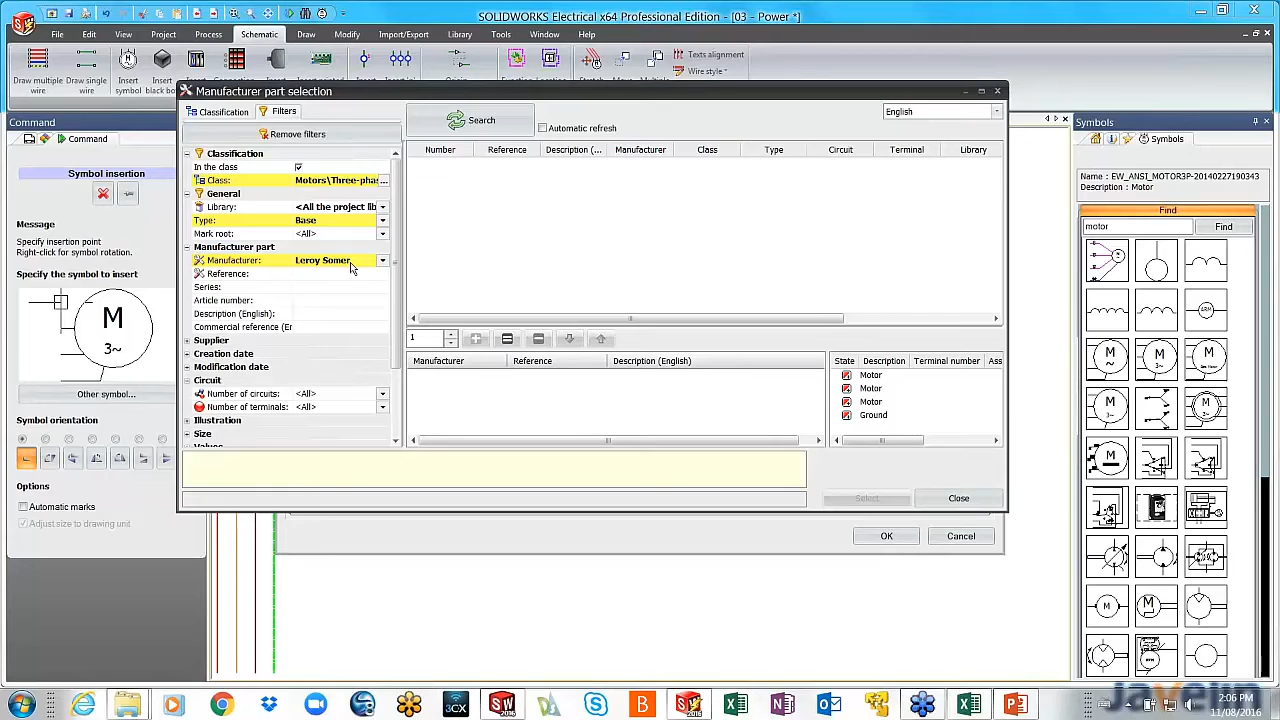 SOLIDWORKS Electrical x64 Professional Edition - [03 - Power *]
File Edit View Project Process Schematic Draw Modify Import/Export Library Tools Window Help
Draw multiple wire
Draw single wire
Insert symbol
Insert black bo
Texts alignment
Wire style
Command
Command
Symbol insertion
Message
Specify insertion point
Right-click for symbol rotation.
Specify the symbol to insert
M
3~
Other symbol...
Symbol orientation
Options
Automatic marks
Adjust size to drawing unit
Manufacturer part selection
Classification Filters
Remove filters
Classification
In the class
Class: Motors\Three-phas ...
General
Library: <All the project lib
Type: Base
Mark root: <All>
Manufacturer part
Manufacturer: Leroy Somer
Reference:
Series:
Article number:
Description (English):
Commercial reference (Er
Supplier
Creation date
Modification date
Circuit
Number of circuits: <All>
Number of terminals: <All>
Illustration
Size
Values
Search
Automatic refresh
English
Number Reference Description (... Manufacturer Class Type Circuit Terminal Library
1
Manufacturer Reference Description (English)
State Description Terminal number Ass
Motor
Motor
Motor
Ground
Select Close
OK Cancel
Symbols
Symbols
Name : EW_ANSI_MOTOR3P-20140227190343
Description : Motor
Find
motor Find
2:06 PM
11/08/2016